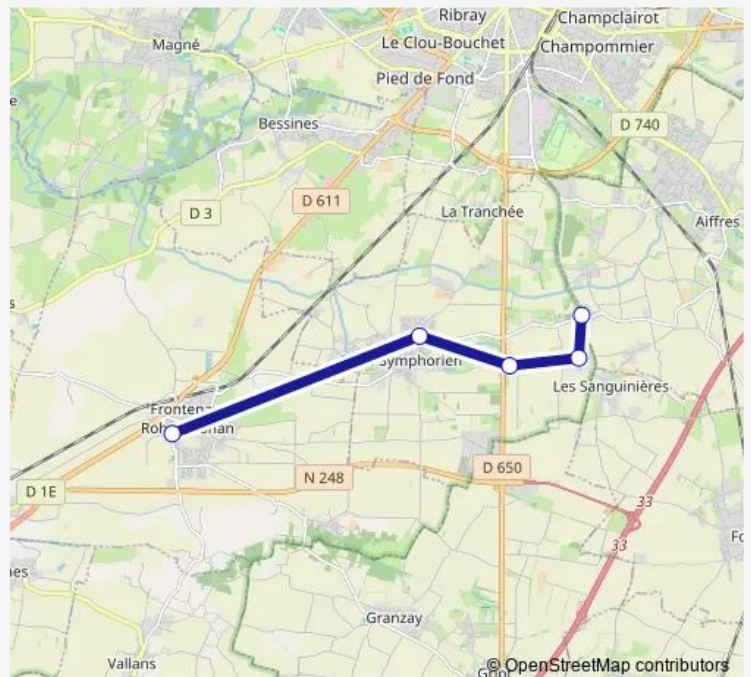 Ribray
Champclairot
Magné
Le Clou-Bouchet
Champommier
Pied de Fond
Bessines
D 740
D 611
D 3
La Tranchée
Aiffres
Symphorien
Les Sanguinières
D 650
N 248
D 1E
33
33
Granzay
Vallans
© OpenStreetMap contributors